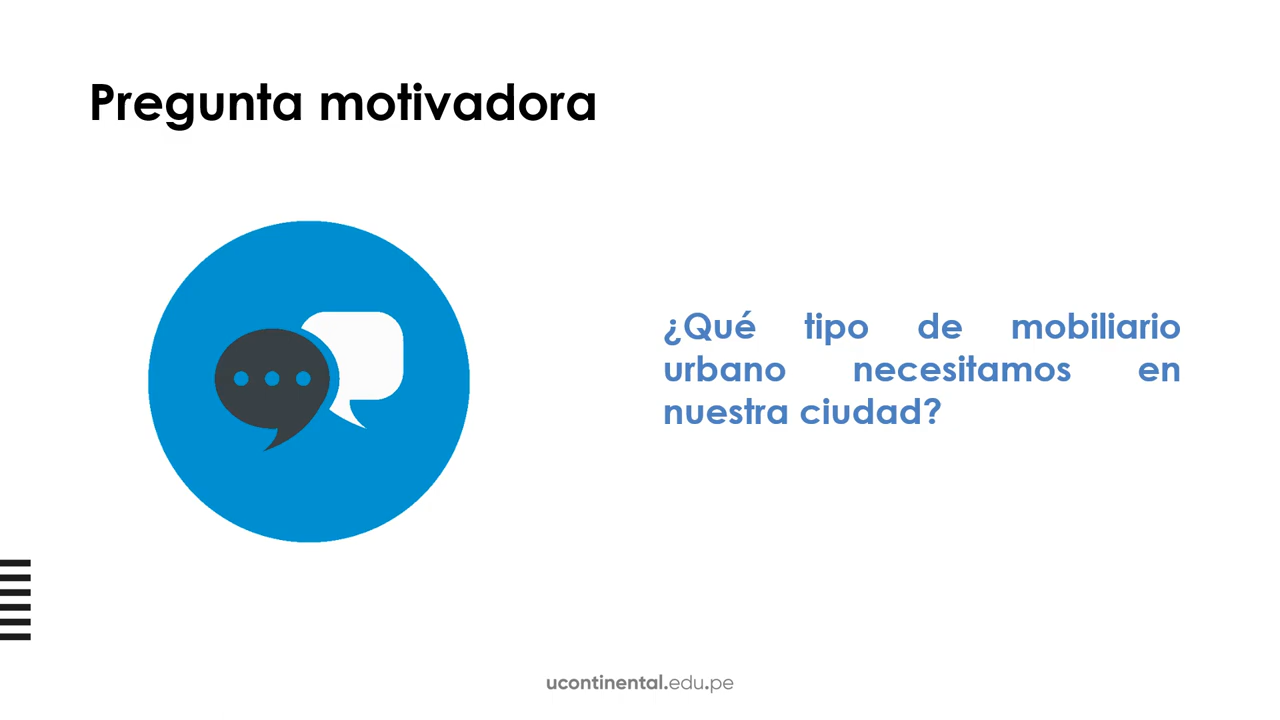 Pregunta motivadora
¿Qué tipo de mobiliario
urbano necesitamos en
nuestra ciudad?
ucontinental.edu.pe